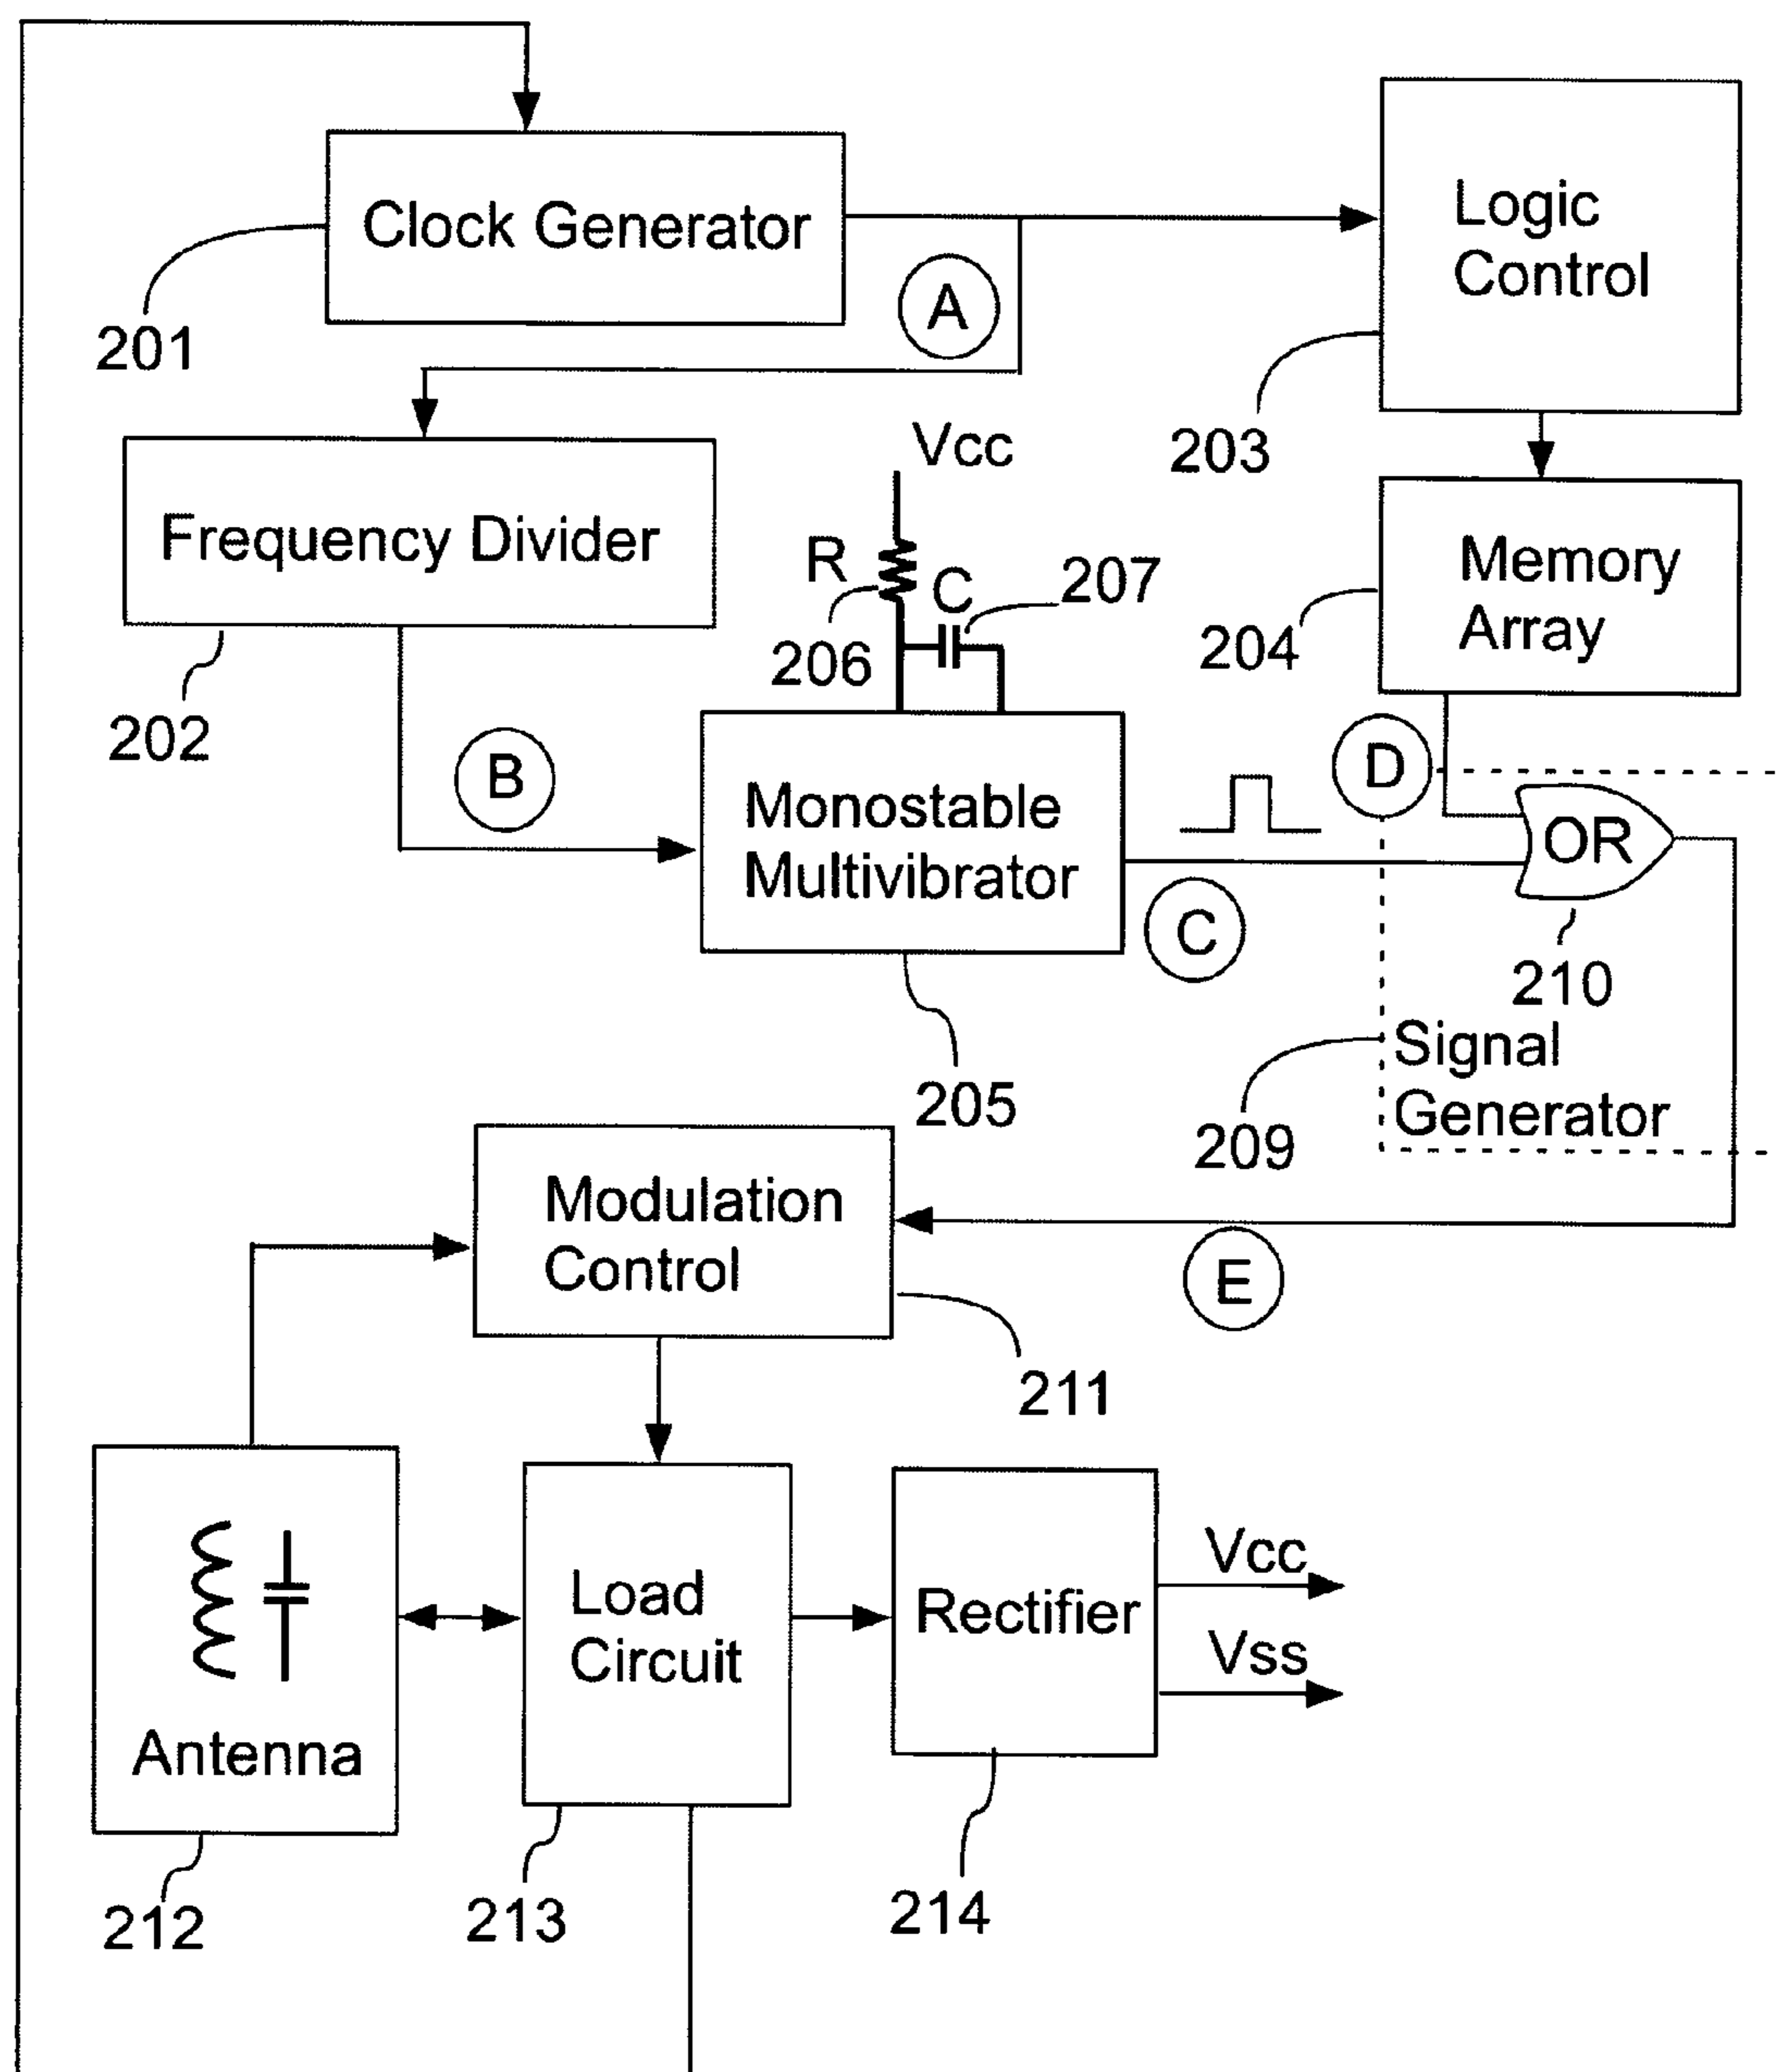 Clock Generator
201
A
Logic
Control
203
Frequency Divider
202
B
Vcc
R
206
C
207
Memory
Array
204
D
Monostable
Multivibrator
205
C
OR
210
Signal
Generator
209
E
Modulation
Control
211
Antenna
212
Load
Circuit
213
Rectifier
214
Vcc
Vss